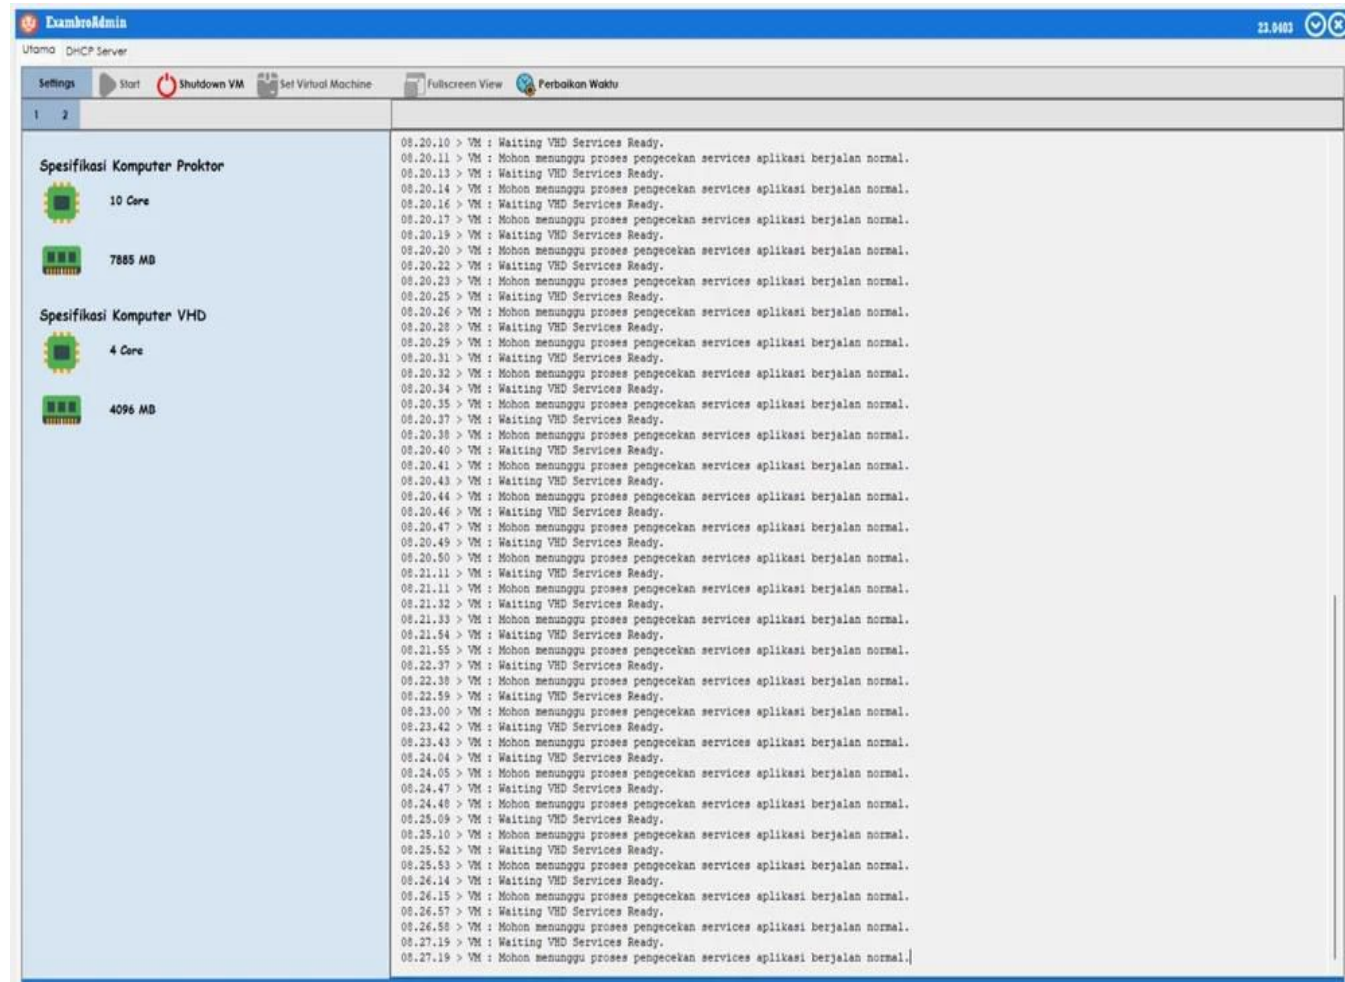 ExambroAdmin
23.0403
Utama DHCP Server
Settings Start Shutdown VM Set Virtual Machine Fullscreen View Perbaikan Waktu
1 2
Spesifikasi Komputer Proktor
10 Core
7885 MB
Spesifikasi Komputer VHD
4 Core
4096 MB
08.20.10 > VM : Waiting VHD Services Ready.
08.20.11 > VM : Mohon menunggu proses pengecekan services aplikasi berjalan normal.
08.20.13 > VM : Waiting VHD Services Ready.
08.20.14 > VM : Mohon menunggu proses pengecekan services aplikasi berjalan normal.
08.20.16 > VM : Waiting VHD Services Ready.
08.20.17 > VM : Mohon menunggu proses pengecekan services aplikasi berjalan normal.
08.20.19 > VM : Waiting VHD Services Ready.
08.20.20 > VM : Mohon menunggu proses pengecekan services aplikasi berjalan normal.
08.20.22 > VM : Waiting VHD Services Ready.
08.20.23 > VM : Mohon menunggu proses pengecekan services aplikasi berjalan normal.
08.20.25 > VM : Waiting VHD Services Ready.
08.20.26 > VM : Mohon menunggu proses pengecekan services aplikasi berjalan normal.
08.20.28 > VM : Waiting VHD Services Ready.
08.20.29 > VM : Mohon menunggu proses pengecekan services aplikasi berjalan normal.
08.20.31 > VM : Waiting VHD Services Ready.
08.20.32 > VM : Mohon menunggu proses pengecekan services aplikasi berjalan normal.
08.20.34 > VM : Waiting VHD Services Ready.
08.20.35 > VM : Mohon menunggu proses pengecekan services aplikasi berjalan normal.
08.20.37 > VM : Waiting VHD Services Ready.
08.20.38 > VM : Mohon menunggu proses pengecekan services aplikasi berjalan normal.
08.20.40 > VM : Waiting VHD Services Ready.
08.20.41 > VM : Mohon menunggu proses pengecekan services aplikasi berjalan normal.
08.20.43 > VM : Waiting VHD Services Ready.
08.20.44 > VM : Mohon menunggu proses pengecekan services aplikasi berjalan normal.
08.20.46 > VM : Waiting VHD Services Ready.
08.20.47 > VM : Mohon menunggu proses pengecekan services aplikasi berjalan normal.
08.20.49 > VM : Waiting VHD Services Ready.
08.20.50 > VM : Mohon menunggu proses pengecekan services aplikasi berjalan normal.
08.21.11 > VM : Waiting VHD Services Ready.
08.21.11 > VM : Mohon menunggu proses pengecekan services aplikasi berjalan normal.
08.21.32 > VM : Waiting VHD Services Ready.
08.21.33 > VM : Mohon menunggu proses pengecekan services aplikasi berjalan normal.
08.21.54 > VM : Waiting VHD Services Ready.
08.21.55 > VM : Mohon menunggu proses pengecekan services aplikasi berjalan normal.
08.22.37 > VM : Waiting VHD Services Ready.
08.22.38 > VM : Mohon menunggu proses pengecekan services aplikasi berjalan normal.
08.22.59 > VM : Waiting VHD Services Ready.
08.23.00 > VM : Mohon menunggu proses pengecekan services aplikasi berjalan normal.
08.23.42 > VM : Waiting VHD Services Ready.
08.23.43 > VM : Mohon menunggu proses pengecekan services aplikasi berjalan normal.
08.24.04 > VM : Waiting VHD Services Ready.
08.24.05 > VM : Mohon menunggu proses pengecekan services aplikasi berjalan normal.
08.24.47 > VM : Waiting VHD Services Ready.
08.24.48 > VM : Mohon menunggu proses pengecekan services aplikasi berjalan normal.
08.25.09 > VM : Waiting VHD Services Ready.
08.25.10 > VM : Mohon menunggu proses pengecekan services aplikasi berjalan normal.
08.25.52 > VM : Waiting VHD Services Ready.
08.25.53 > VM : Mohon menunggu proses pengecekan services aplikasi berjalan normal.
08.26.14 > VM : Waiting VHD Services Ready.
08.26.15 > VM : Mohon menunggu proses pengecekan services aplikasi berjalan normal.
08.26.57 > VM : Waiting VHD Services Ready.
08.26.58 > VM : Mohon menunggu proses pengecekan services aplikasi berjalan normal.
08.27.19 > VM : Waiting VHD Services Ready.
08.27.19 > VM : Mohon menunggu proses pengecekan services aplikasi berjalan normal.